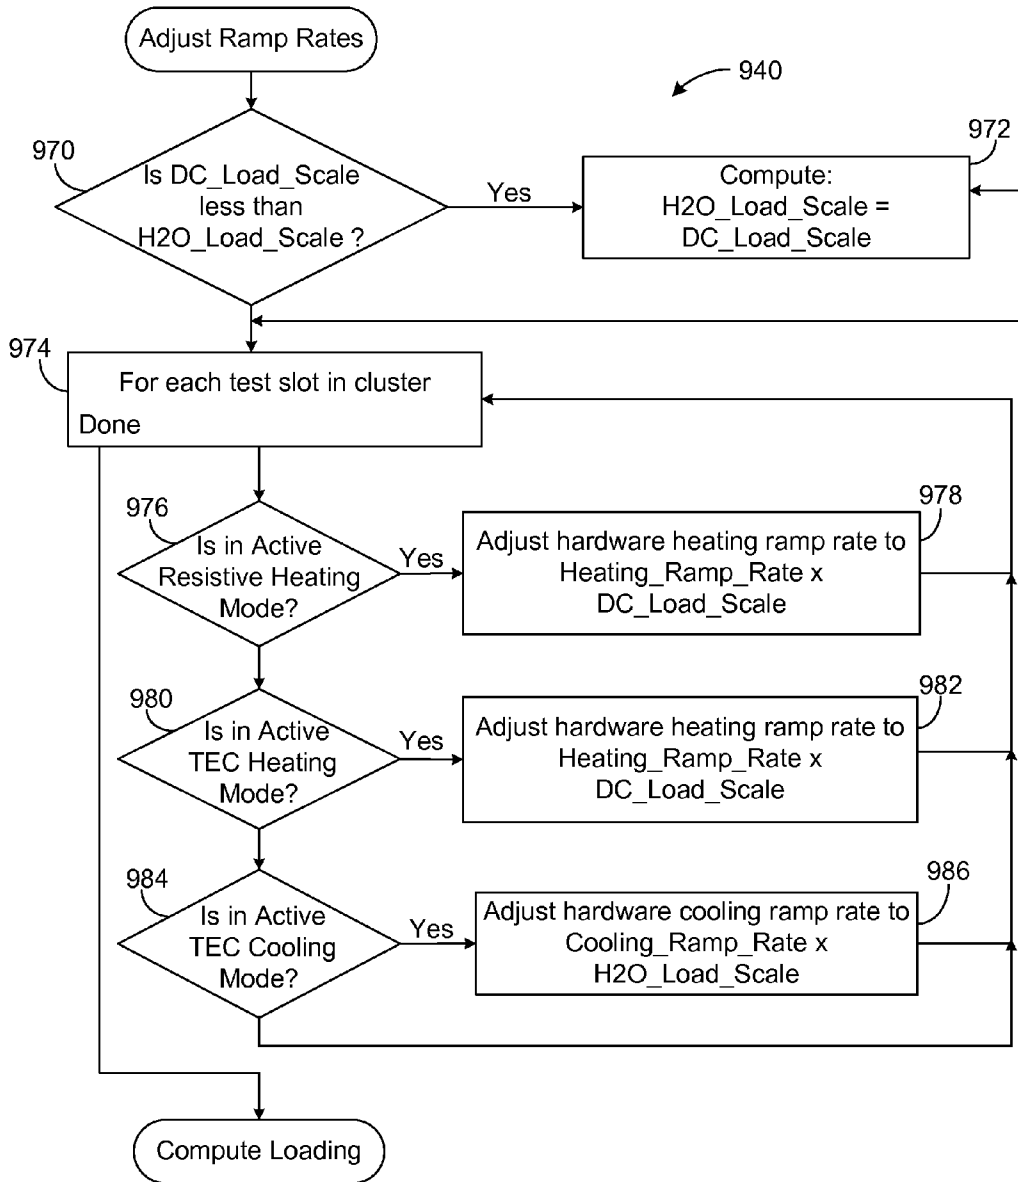 Adjust Ramp Rates
940
970
Is DC_Load_Scale
less than
H2O_Load_Scale ?
Yes
972
Compute:
H2O_Load_Scale =
DC_Load_Scale
974
For each test slot in cluster
Done
976
Is in Active
Resistive Heating
Mode?
Yes
978
Adjust hardware heating ramp rate to
Heating_Ramp_Rate x
DC_Load_Scale
980
Is in Active
TEC Heating
Mode?
Yes
982
Adjust hardware heating ramp rate to
Heating_Ramp_Rate x
DC_Load_Scale
984
Is in Active
TEC Cooling
Mode?
Yes
986
Adjust hardware cooling ramp rate to
Cooling_Ramp_Rate x
H2O_Load_Scale
Compute Loading